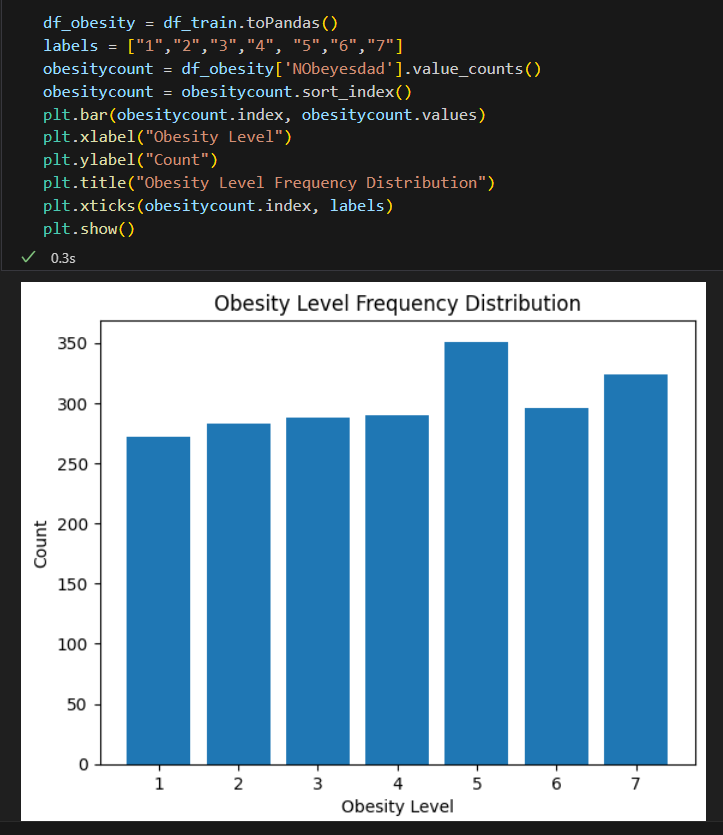 df_obesity = df_train.toPandas()
labels = ["1","2","3","4", "5","6","7"]
obesitycount = df_obesity['NObeyesdad'].value_counts()
obesitycount = obesitycount.sort_index()
plt.bar(obesitycount.index, obesitycount.values)
plt.xlabel("Obesity Level")
plt.ylabel("Count")
plt.title("Obesity Level Frequency Distribution")
plt.xticks(obesitycount.index, labels)
plt.show()
0.3s
Obesity Level Frequency Distribution
350
300
250
200
150
100
50
0
Count
1 2 3 4 5 6 7
Obesity Level